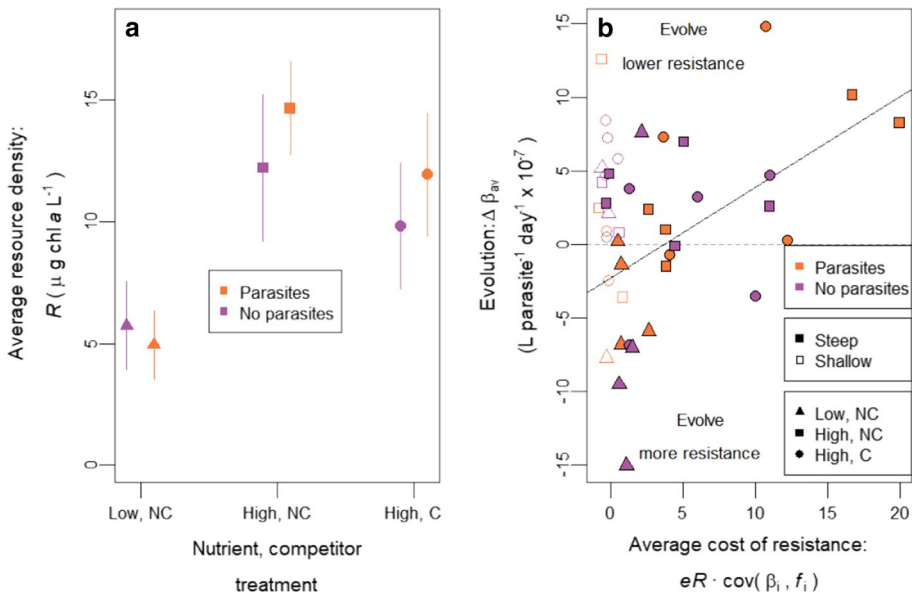 a
Average resource density:
R ( μ g chl a L⁻¹ )
15
10
5
0
Parasites
No parasites
Low, NC
High, NC
High, C
Nutrient, competitor
treatment
b
Evolution: Δ βav
(L parasite⁻¹ day⁻¹ x 10⁻⁷)
15
10
5
0
-5
-10
-15
Evolve
lower resistance
Parasites
No parasites
Steep
Shallow
Low, NC
High, NC
High, C
Evolve
more resistance
0
5
10
15
20
Average cost of resistance:
eR · cov( βi , fi )